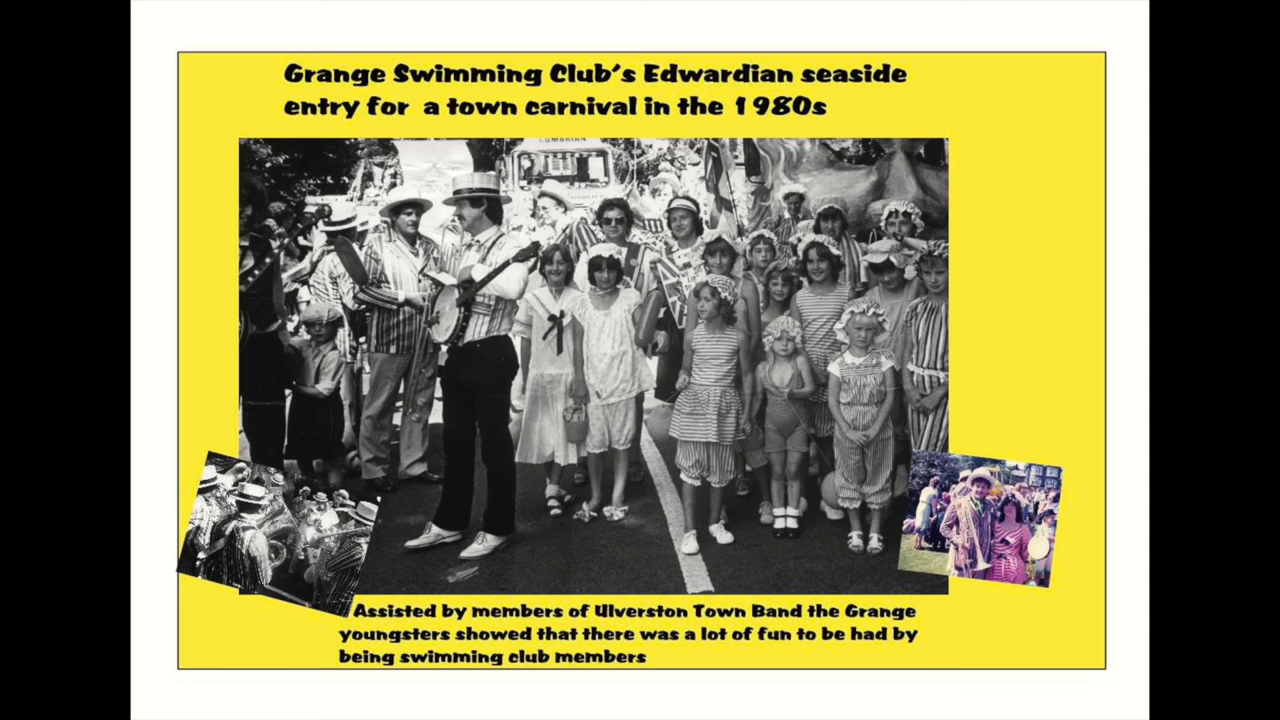 Grange Swimming Club's Edwardian seaside
entry for a town carnival in the 1980s
CUMBRIAN
Assisted by members of Ulverston Town Band the Grange
youngsters showed that there was a lot of fun to be had by
being swimming club members